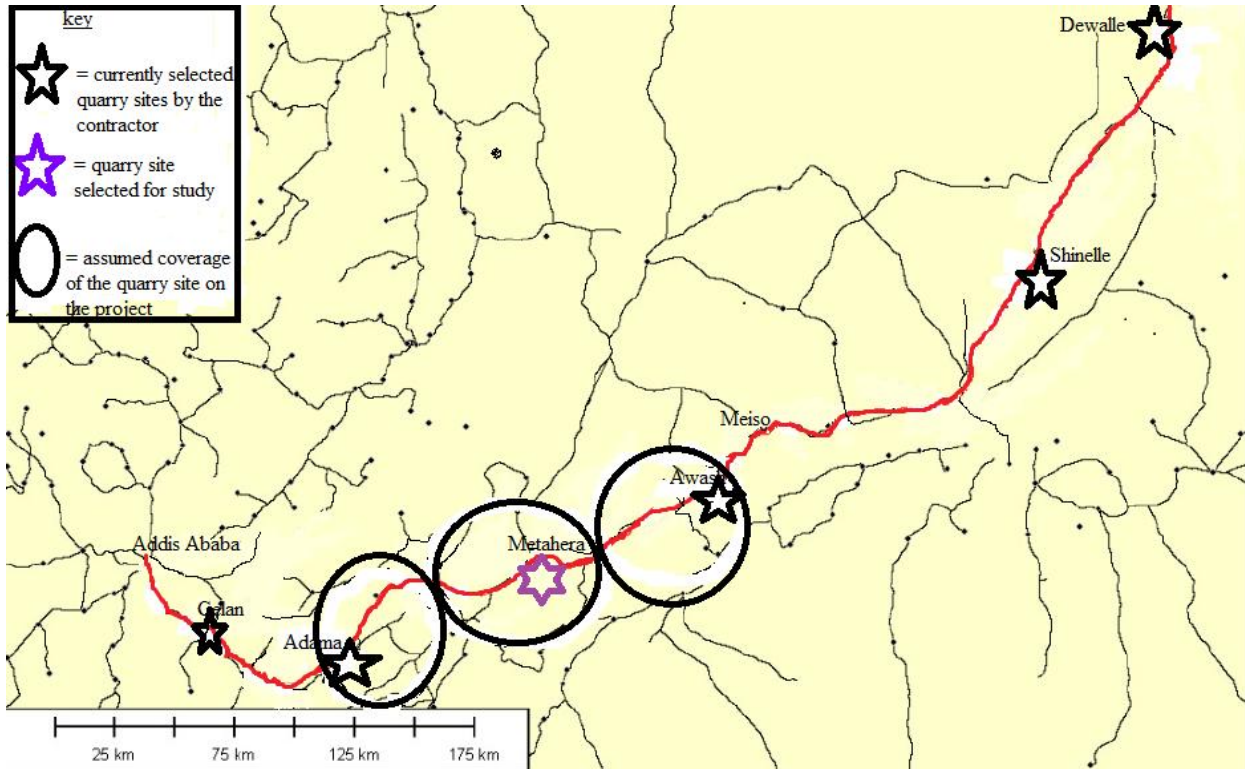 key
= currently selected
quarry sites by the
contractor
= quarry site
selected for study
= assumed coverage
of the quarry site on
the project
Dewalle
Shinelle
Meiso
Awash
Metahera
Addis Ababa
Gelan
Adama
25 km 75 km 125 km 175 km